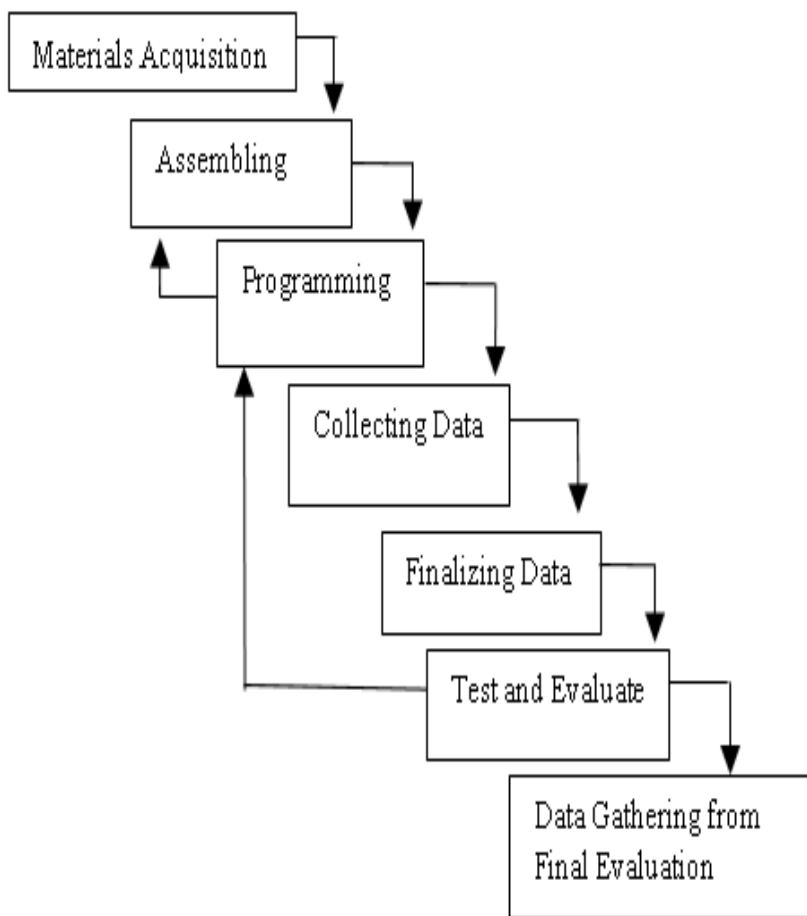 Materials Acquisition
Assembling
Programming
Collecting Data
Finalizing Data
Test and Evaluate
Data Gathering from
Final Evaluation